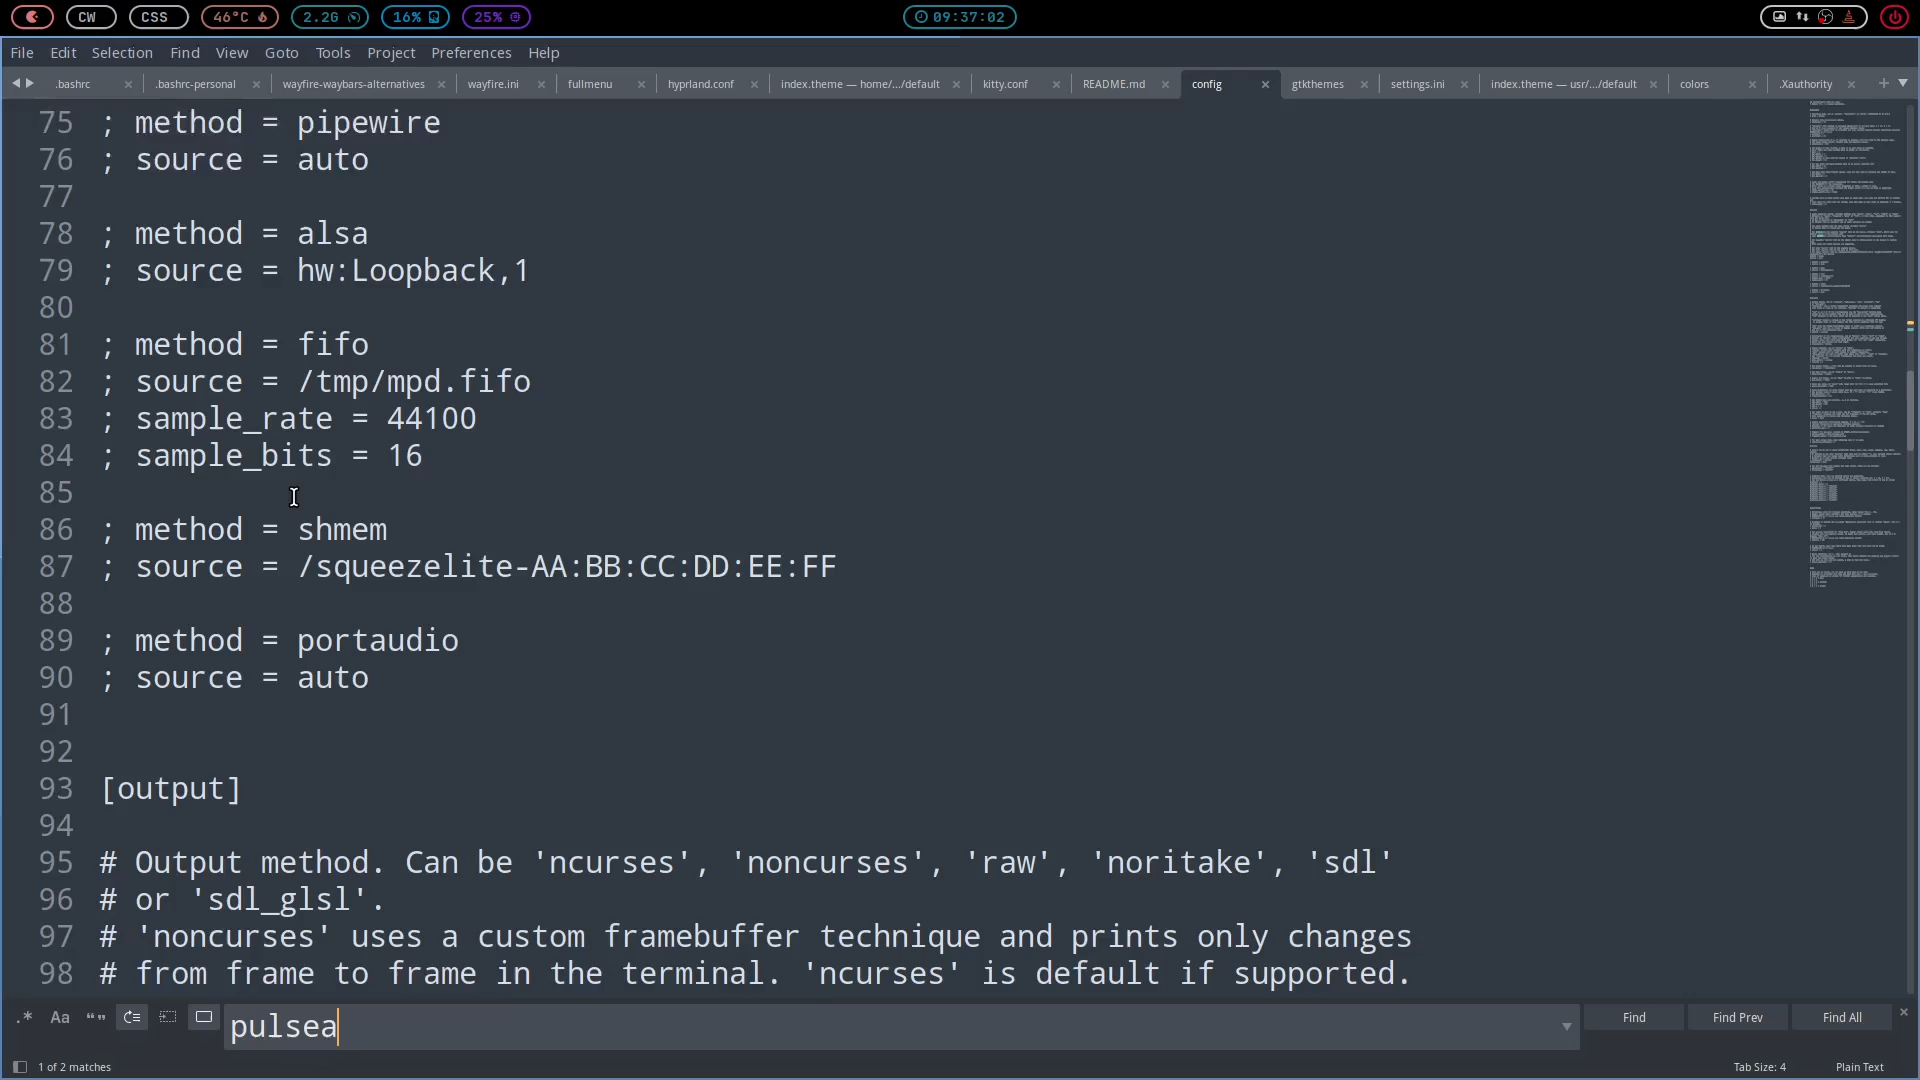 CW
CSS
46°C
2.2G
16%
25%
09:37:02
File Edit Selection Find View Goto Tools Project Preferences Help
.bashrc .bashrc-personal wayfire-waybars-alternatives wayfire.ini fullmenu hyprland.conf index.theme — home/.../default kitty.conf README.md config gtkthemes settings.ini index.theme — usr/.../default colors .Xauthority
75 ; method = pipewire
76 ; source = auto
77
78 ; method = alsa
79 ; source = hw:Loopback,1
80
81 ; method = fifo
82 ; source = /tmp/mpd.fifo
83 ; sample_rate = 44100
84 ; sample_bits = 16
85
86 ; method = shmem
87 ; source = /squeezelite-AA:BB:CC:DD:EE:FF
88
89 ; method = portaudio
90 ; source = auto
91
92
93 [output]
94
95 # Output method. Can be 'ncurses', 'noncurses', 'raw', 'noritake', 'sdl'
96 # or 'sdl_glsl'.
97 # 'noncurses' uses a custom framebuffer technique and prints only changes
98 # from frame to frame in the terminal. 'ncurses' is default if supported.
.* Aa “” pulsea Find Find Prev Find All
1 of 2 matches Tab Size: 4 Plain Text